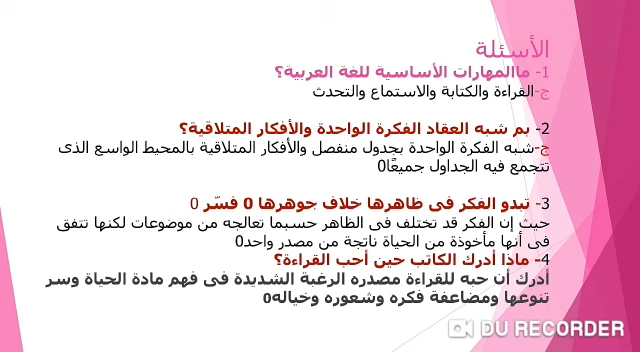 الأسئلة
1- ماالمهارات الأساسية للغة العربية؟
ج-القراءة والكتابة والاستماع والتحدث
2- بم شبه العقاد الفكرة الواحدة والأفكار المتلاقية؟
ج-شبه الفكرة الواحدة بجدول منفصل والأفكار المتلاقية بالمحيط الواسع الذى
تتجمع فيه الجداول جميعًا0
3- تبدو الفكر فى ظاهرها خلاف جوهرها 0 فسّر 0
حيث إن الفكر قد تختلف فى الظاهر حسبما تعالجه من موضوعات لكنها تتفق
فى أنها مأخوذة من الحياة ناتجة من مصدر واحد0
4- ماذا أدرك الكاتب حين أحب القراءة؟
أدرك أن حبه للقراءة مصدره الرغبة الشديدة فى فهم مادة الحياة وسر
تنوعها ومضاعفة فكره وشعوره وخياله0
DU RECORDER